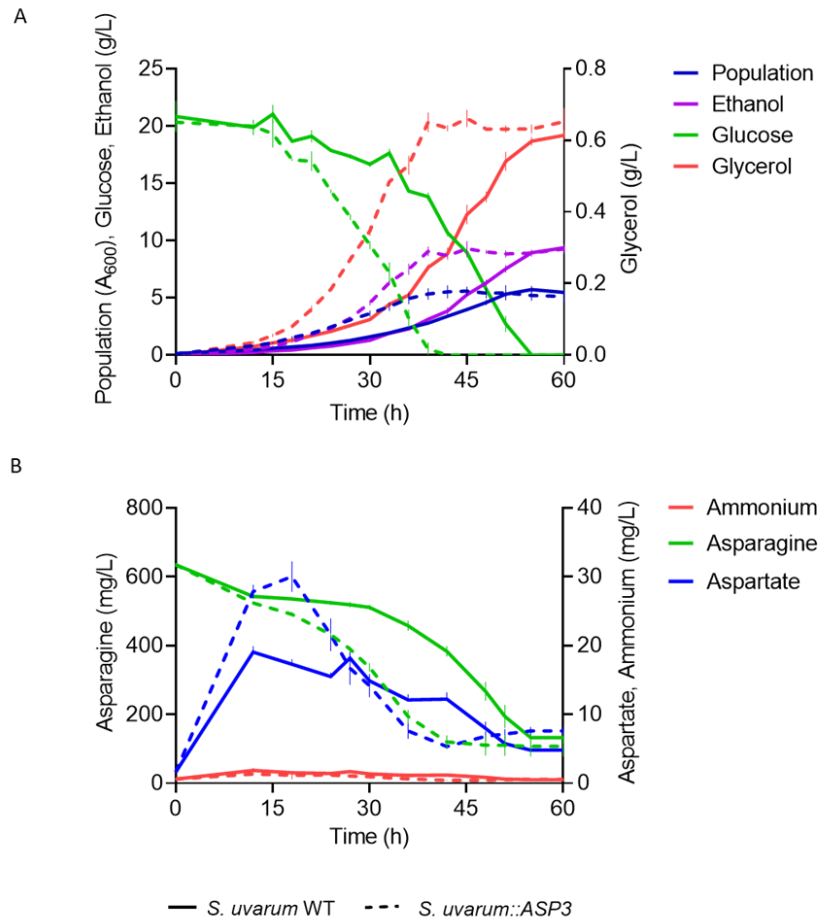 A
Population (A600), Glucose, Ethanol (g/L)
25
20
15
10
5
0
0.8
0.6
0.4
0.2
0.0
Glycerol (g/L)
0 15 30 45 60
Time (h)
Population
Ethanol
Glucose
Glycerol
B
Asparagine (mg/L)
800
600
400
200
0
40
30
20
10
0
Aspartate, Ammonium (mg/L)
0 15 30 45 60
Time (h)
Ammonium
Asparagine
Aspartate
S. uvarum WT S. uvarum::ASP3